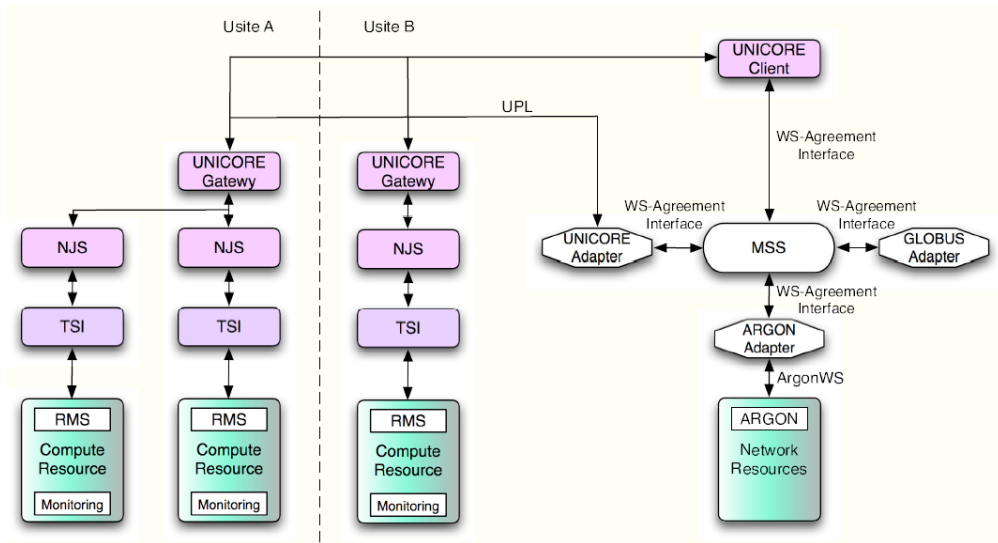 Usite A
Usite B
UNICORE
Client
UPL
WS-Agreement
Interface
UNICORE
Gatewy
UNICORE
Gatewy
WS-Agreement
Interface
WS-Agreement
Interface
NJS
NJS
NJS
UNICORE
Adapter
MSS
GLOBUS
Adapter
WS-Agreement
Interface
TSI
TSI
TSI
ARGON
Adapter
ArgonWS
RMS
Compute
Resource
Monitoring
RMS
Compute
Resource
Monitoring
RMS
Compute
Resource
Monitoring
ARGON
Network
Resources